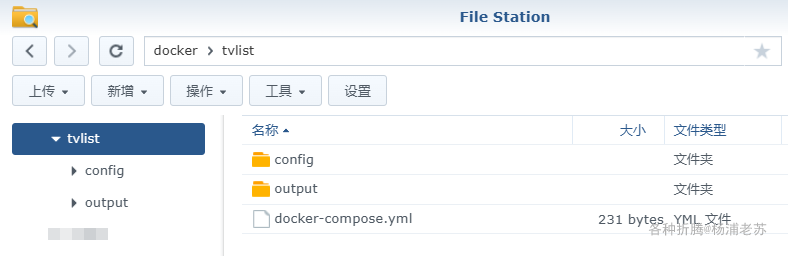 File Station
docker > tvlist
上传 新增 操作 工具 设置
tvlist
config
output
名称 大小 文件类型
config 文件夹
output 文件夹
docker-compose.yml 231 bytes YML 文件
各种折腾@杨浦老苏